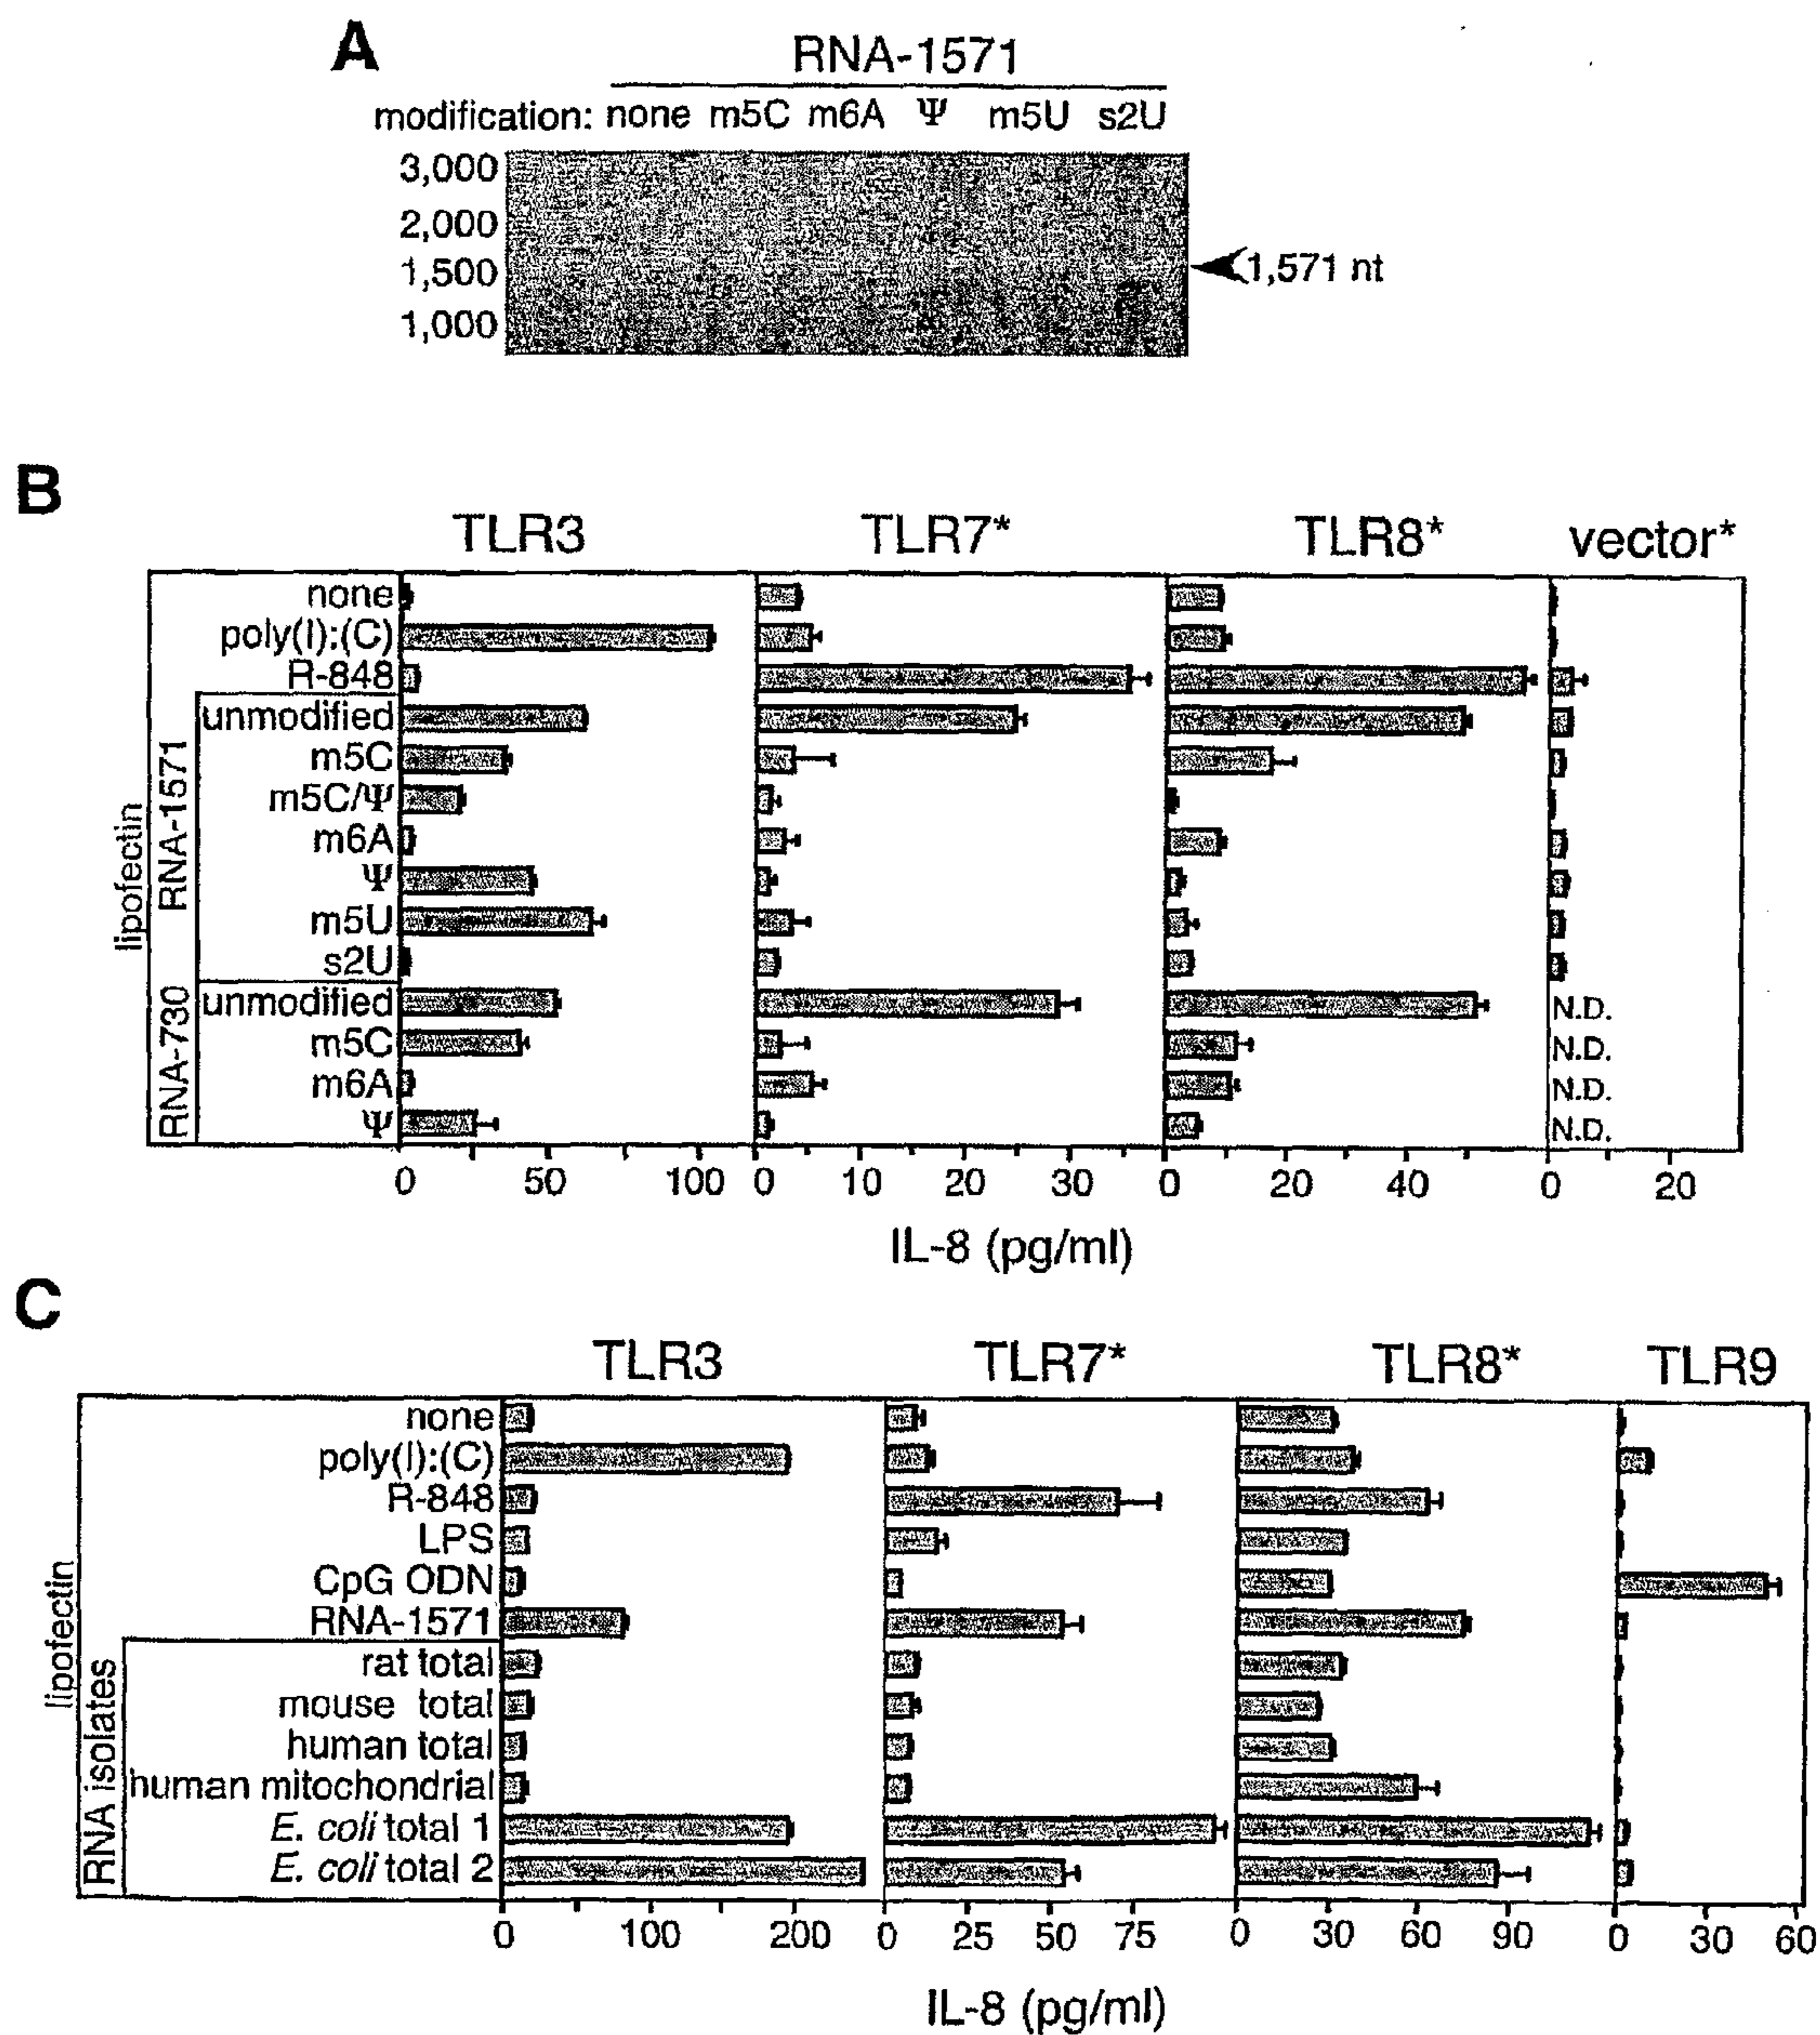 A
RNA-1571
modification: none m5C m6A Ψ m5U s2U
3,000
2,000
1,500
1,000
1,571 nt
B
TLR3 TLR7* TLR8* vector*
lipofectin
none
poly(I):(C)
R-848
RNA-1571
unmodified
m5C
m5C/Ψ
m6A
Ψ
m5U
s2U
RNA-730
unmodified N.D.
m5C N.D.
m6A N.D.
Ψ N.D.
0 50 100 0 10 20 30 0 20 40 0 20
IL-8 (pg/ml)
C
TLR3 TLR7* TLR8* TLR9
lipofectin
none
poly(I):(C)
R-848
LPS
CpG ODN
RNA-1571
RNA isolates
rat total
mouse total
human total
human mitochondrial
E. coli total 1
E. coli total 2
0 100 200 0 25 50 75 0 30 60 90 0 30 60
IL-8 (pg/ml)